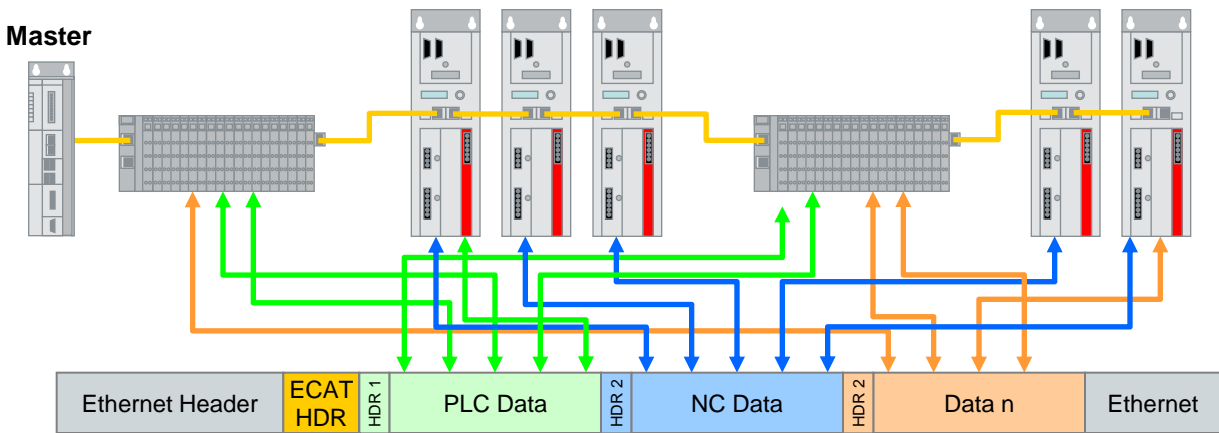 Master
Ethernet Header
ECAT
HDR
HDR 1
PLC Data
HDR 2
NC Data
HDR 2
Data n
Ethernet